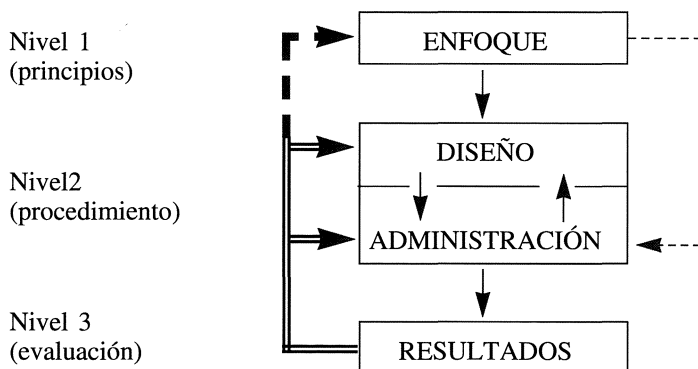 Nivel 1
(principios)
ENFOQUE
DISEÑO
Nivel2
(procedimiento)
ADMINISTRACIÓN
Nivel 3
(evaluación)
RESULTADOS